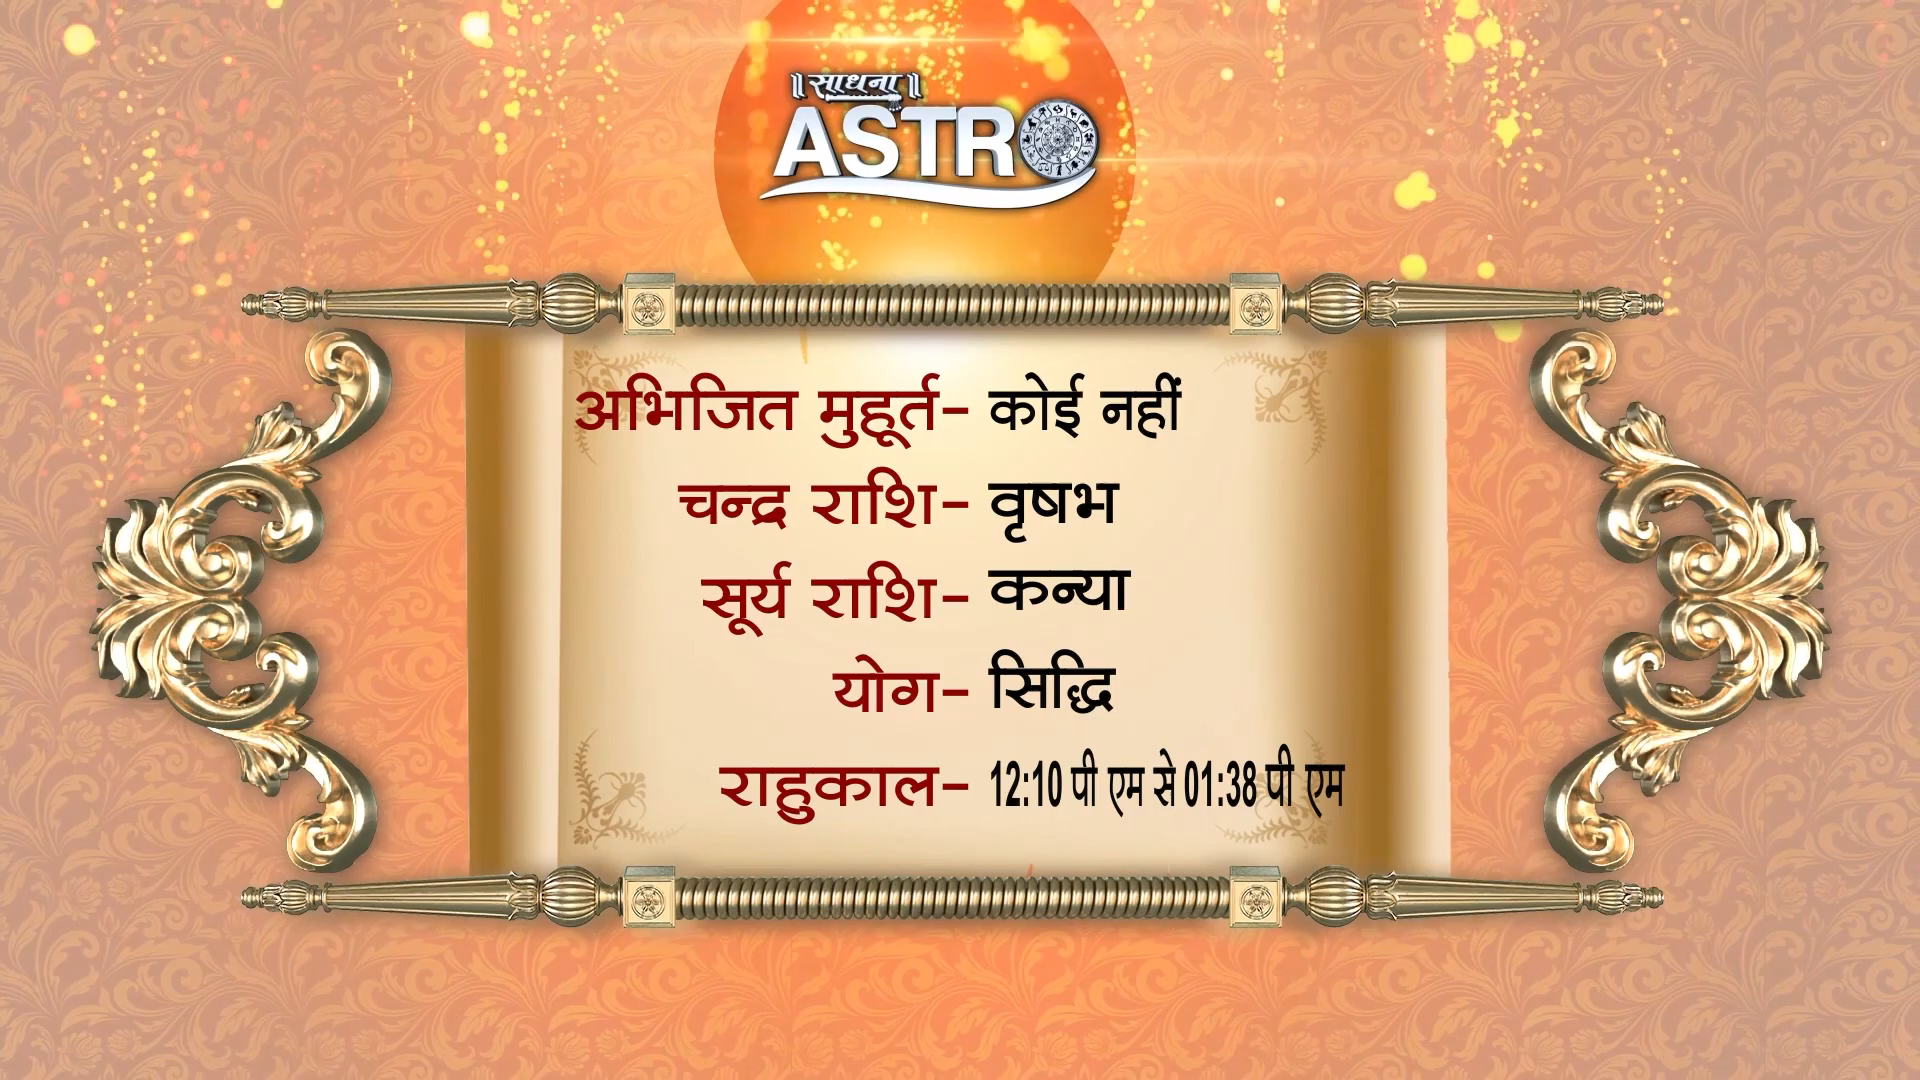 ॥साधना॥
ASTRO
अभिजित मुहूर्त- कोई नहीं
चन्द्र राशि- वृषभ
सूर्य राशि- कन्या
योग- सिद्धि
राहुकाल- 12:10 पी एम से 01:38 पी एम